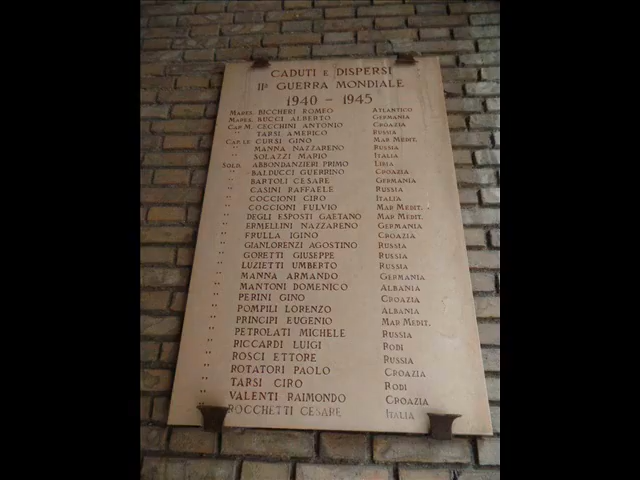 CADUTI E DISPERSI
IIª GUERRA MONDIALE
1940 - 1945
MARES. BICCHERI ROMEO ATLANTICO
MARES. RUCCI ALBERTO GERMANIA
CAP. M. CECCHINI ANTONIO CROAZIA
" TARSI AMERICO RUSSIA
CAP. LE CURSI GINO MAR MEDIT.
" MANNA NAZZARENO RUSSIA
" SOLAZZI MARIO ITALIA
SOLD. ABBONDANZIERI PRIMO LIBIA
" BALDUCCI GUERRINO CROAZIA
" BARTOLI CESARE GERMANIA
" CASINI RAFFAELE RUSSIA
" COCCIONI CIRO ITALIA
" COCCIONI FULVIO MAR MEDIT.
" DEGLI ESPOSTI GAETANO MAR MEDIT.
" ERMELLINI NAZZARENO GERMANIA
" FRULLA IGINO CROAZIA
" GIANLORENZI AGOSTINO RUSSIA
" GORETTI GIUSEPPE RUSSIA
" LUZIETTI UMBERTO RUSSIA
" MANNA ARMANDO GERMANIA
" MANTONI DOMENICO ALBANIA
" PERINI GINO CROAZIA
" POMPILI LORENZO ALBANIA
" PRINCIPI EUGENIO MAR MEDIT.
" PETROLATI MICHELE RUSSIA
" RICCARDI LUIGI RODI
" ROSCI ETTORE RUSSIA
" ROTATORI PAOLO CROAZIA
" TARSI CIRO RODI
" VALENTI RAIMONDO CROAZIA
" ROCCHETTI CESARE ITALIA